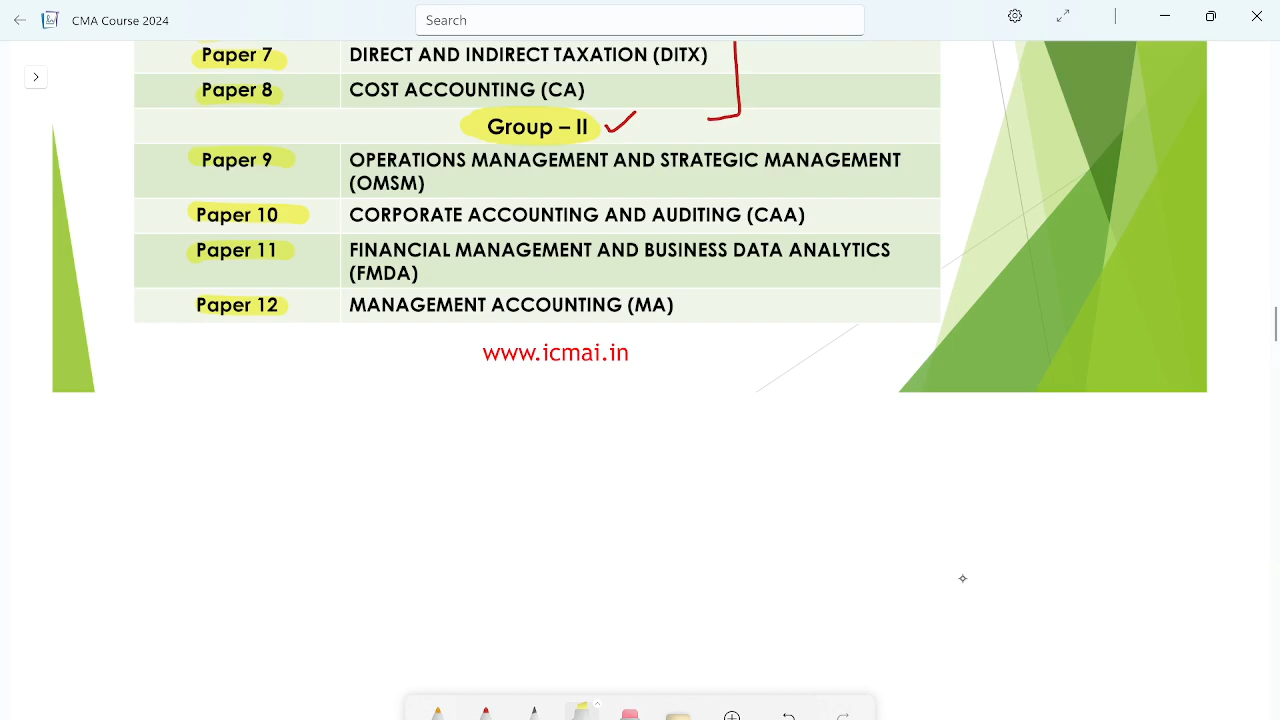 CMA Course 2024
Search
Paper 7
DIRECT AND INDIRECT TAXATION (DITX)
Paper 8
COST ACCOUNTING (CA)
Group – II
Paper 9
OPERATIONS MANAGEMENT AND STRATEGIC MANAGEMENT
(OMSM)
Paper 10
CORPORATE ACCOUNTING AND AUDITING (CAA)
Paper 11
FINANCIAL MANAGEMENT AND BUSINESS DATA ANALYTICS
(FMDA)
Paper 12
MANAGEMENT ACCOUNTING (MA)
www.icmai.in